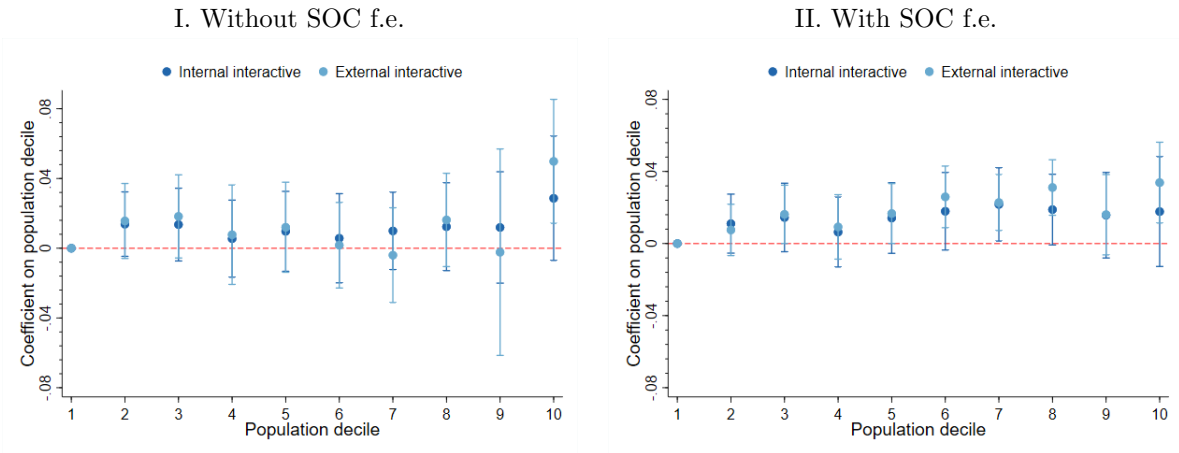 I. Without SOC f.e.
Internal interactive External interactive
Coefficient on population decile
.08
.04
0
-.04
-.08
1 2 3 4 5 6 7 8 9 10
Population decile
II. With SOC f.e.
Internal interactive External interactive
Coefficient on population decile
.08
.04
0
-.04
-.08
1 2 3 4 5 6 7 8 9 10
Population decile